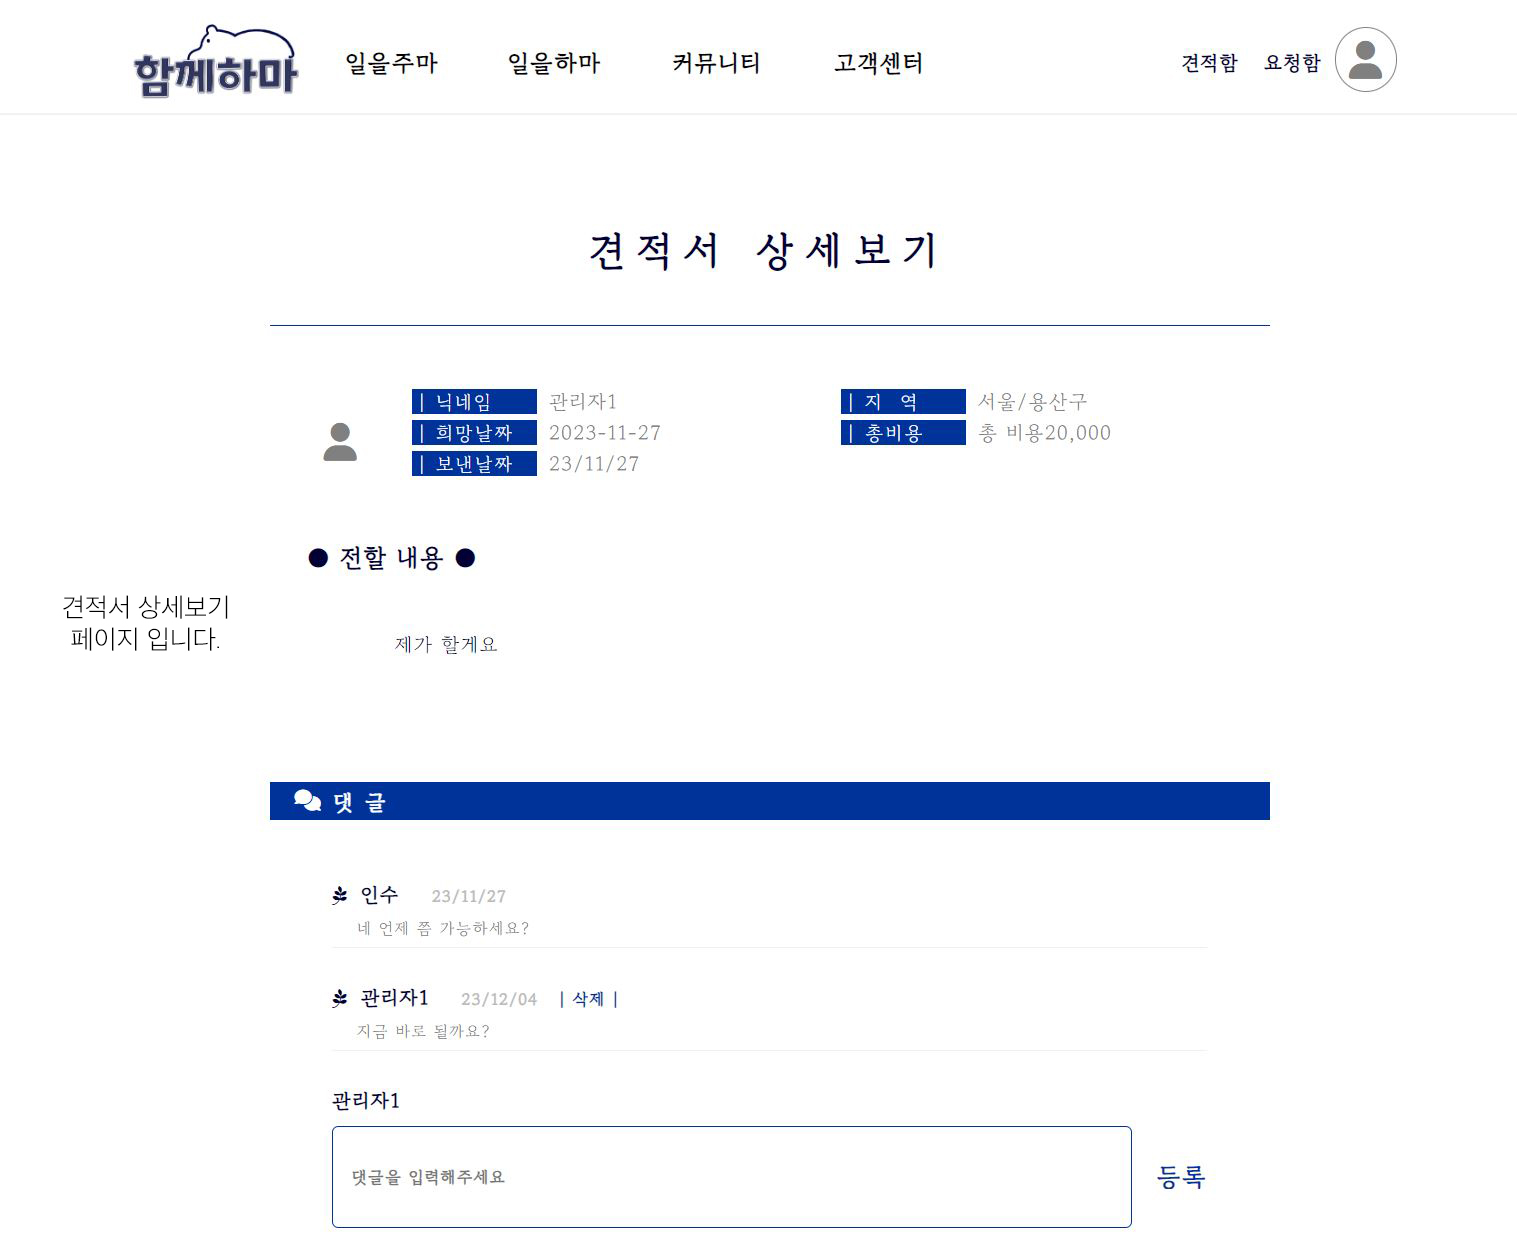 함께하마 일을주마 일을하마 커뮤니티 고객센터 견적함 요청함
견적서 상세보기
| 닉네임 관리자1 | 지 역 서울/용산구
| 희망날짜 2023-11-27 | 총비용 총 비용20,000
| 보낸날짜 23/11/27
● 전할 내용 ●
견적서 상세보기
페이지 입니다.
제가 할게요
댓 글
인수 23/11/27
네 언제 쯤 가능하세요?
관리자1 23/12/04 | 삭제 |
지금 바로 될까요?
관리자1
댓글을 입력해주세요 등록